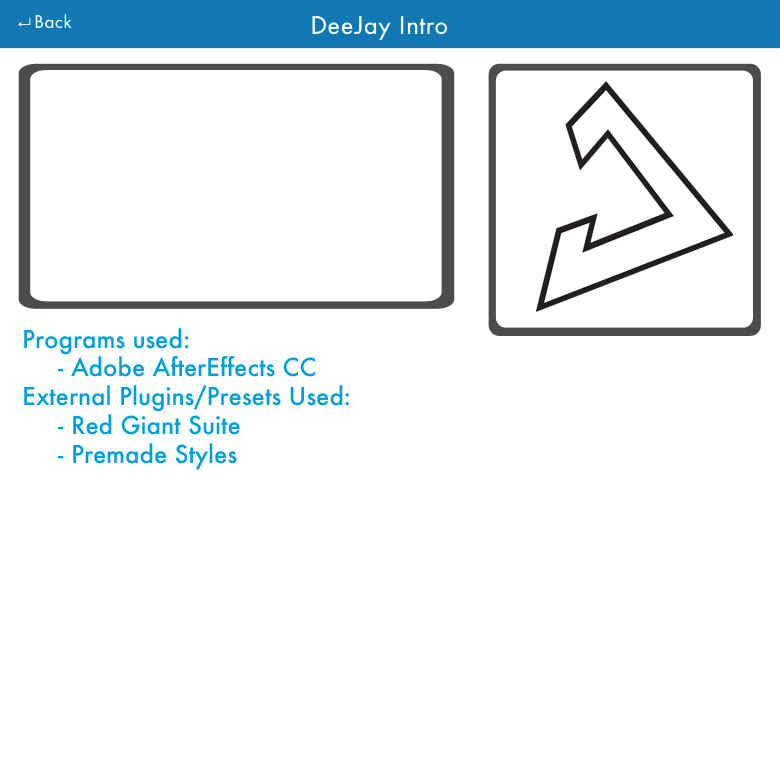 ↵Back
DeeJay Intro
Programs used:
- Adobe AfterEffects CC
External Plugins/Presets Used:
- Red Giant Suite
- Premade Styles